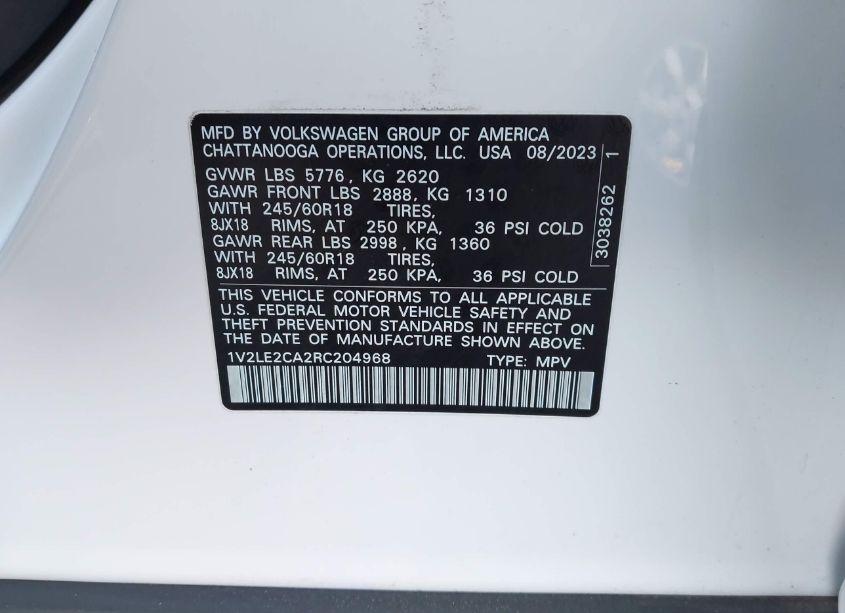 MFD BY VOLKSWAGEN GROUP OF AMERICA
CHATTANOOGA OPERATIONS, LLC. USA 08/2023
GVWR LBS 5776, KG 2620
GAWR FRONT LBS 2888, KG 1310
WITH 245/60R18 TIRES,
8JX18 RIMS, AT 250 KPA, 36 PSI COLD
GAWR REAR LBS 2998, KG 1360
WITH 245/60R18 TIRES,
8JX18 RIMS, AT 250 KPA, 36 PSI COLD
THIS VEHICLE CONFORMS TO ALL APPLICABLE
U.S. FEDERAL MOTOR VEHICLE SAFETY AND
THEFT PREVENTION STANDARDS IN EFFECT ON
THE DATE OF MANUFACTURE SHOWN ABOVE.
1V2LE2CA2RC204968 TYPE: MPV
3038262 1